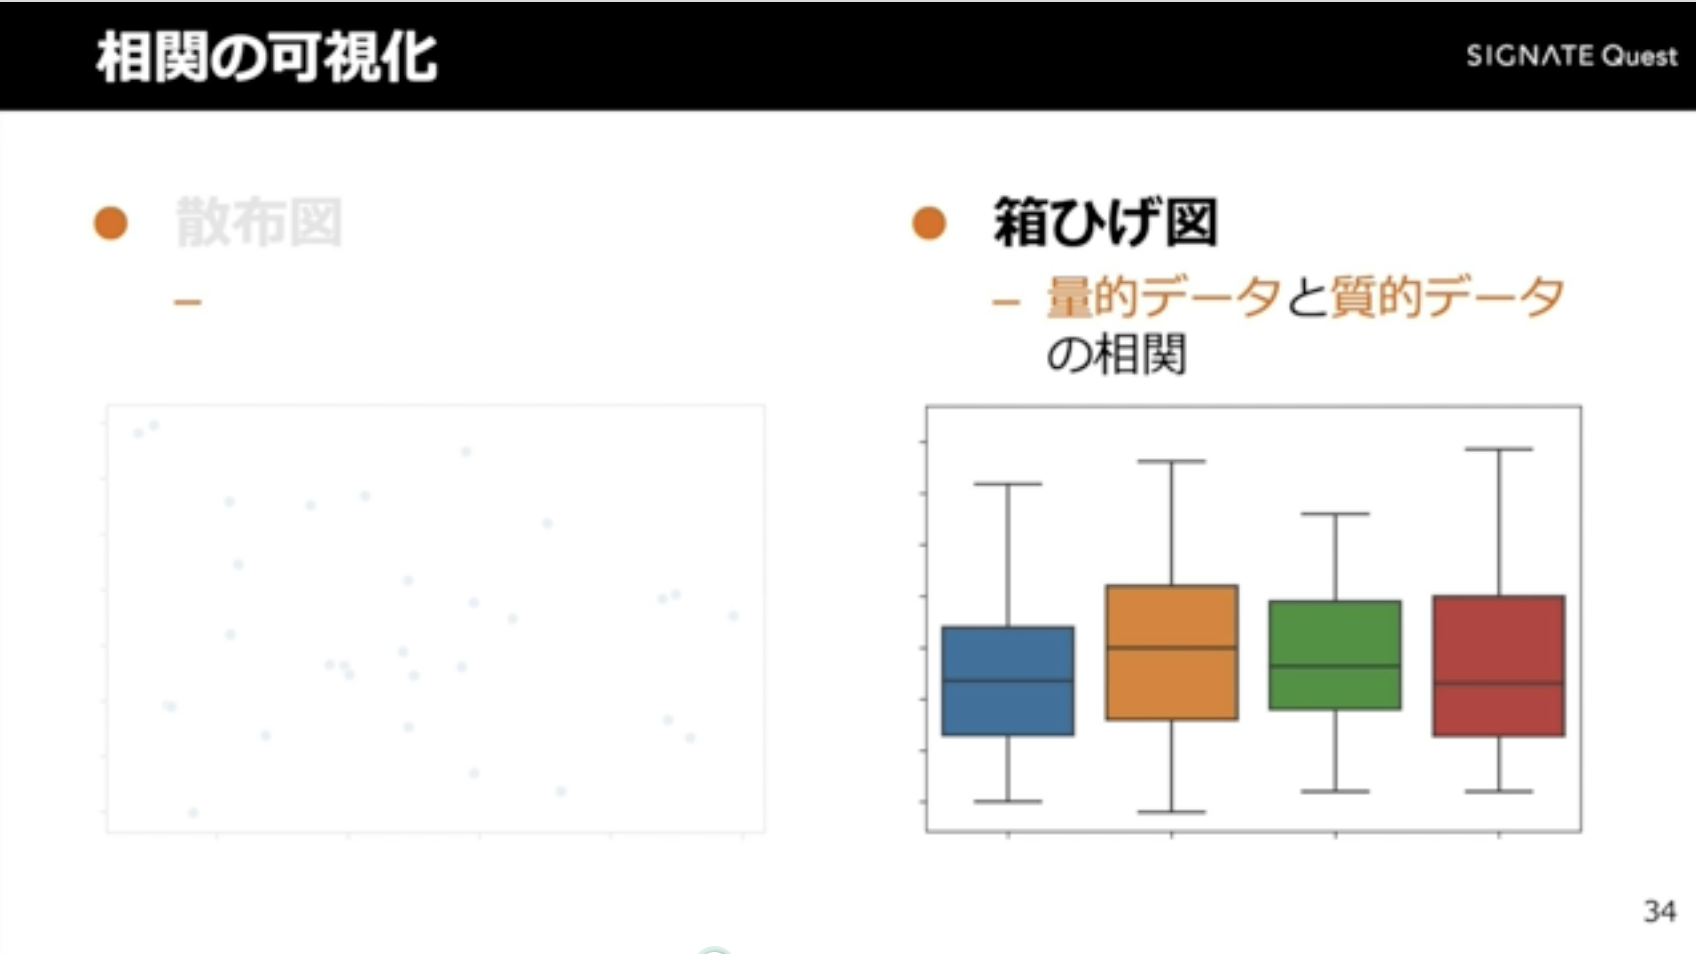 相関の可視化
SIGNATE Quest
● 散布図
–
● 箱ひげ図
– 量的データと質的データ
の相関
34